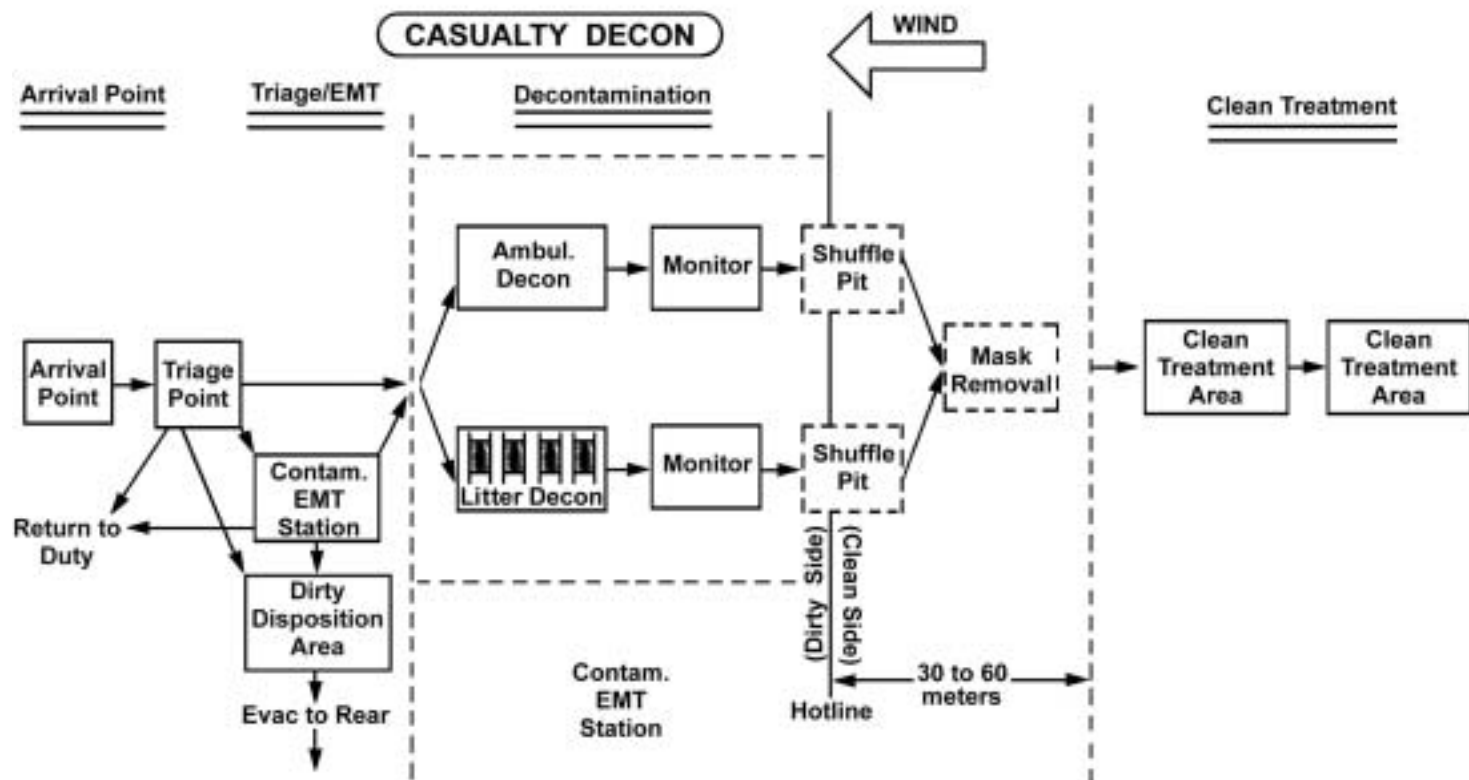 CASUALTY DECON
WIND
Arrival Point
Triage/EMT
Decontamination
Clean Treatment
Ambul.
Decon
Monitor
Shuffle
Pit
Arrival
Point
Triage
Point
Mask
Removal
Clean
Treatment
Area
Clean
Treatment
Area
Contam.
EMT
Station
Litter Decon
Monitor
Shuffle
Pit
Return to
Duty
Dirty
Disposition
Area
Evac to Rear
Contam.
EMT
Station
(Dirty Side)
(Clean Side)
Hotline
30 to 60
meters